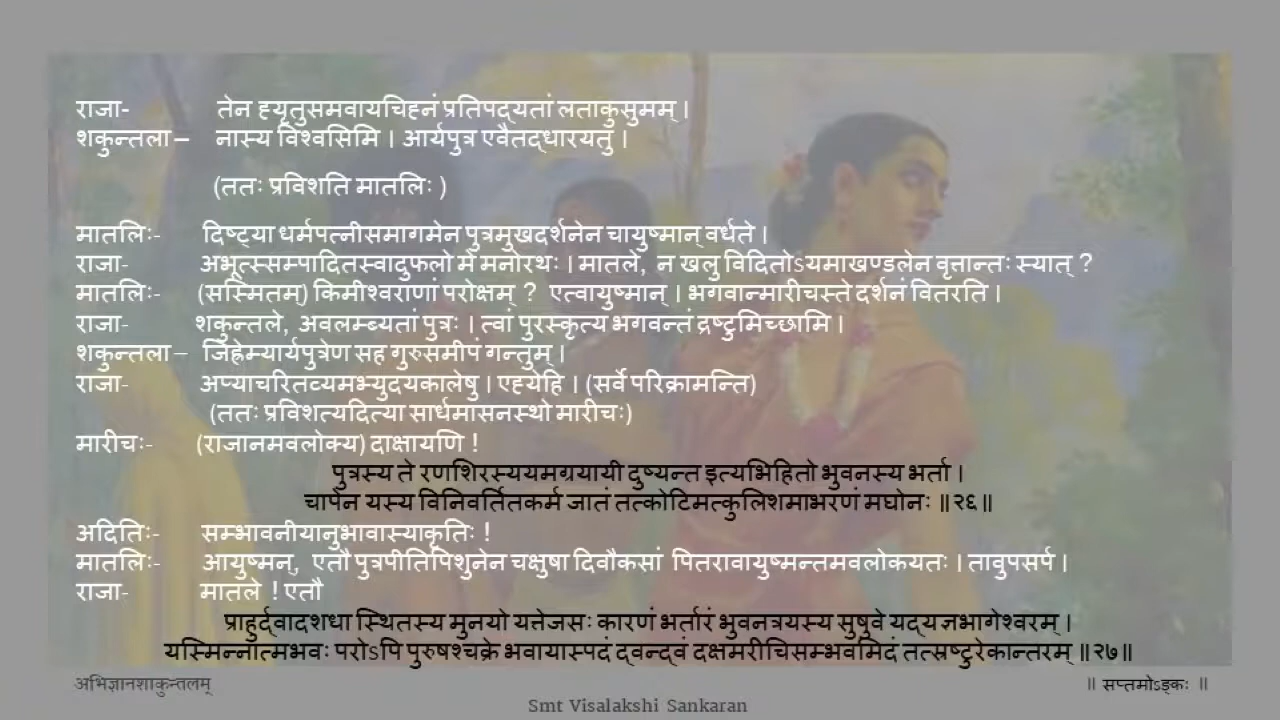 राजा- तेन ह्यृतुसमवायचिह्नं प्रतिपद्यतां लताकुसुमम् ।
शकुन्तला – नास्य विश्वसिमि । आर्यपुत्र एवैतद्धारयतु ।
(ततः प्रविशति मातलिः )
मातलिः- दिष्ट्या धर्मपत्नीसमागमेन पुत्रमुखदर्शनेन चायुष्मान् वर्धते ।
राजा- अभूत्सम्पादितस्वादुफलो मे मनोरथः । मातले, न खलु विदितोऽयमाखण्डलेन वृत्तान्तः स्यात् ?
मातलिः- (सस्मितम्) किमीश्वराणां परोक्षम् ? एत्वायुष्मान् । भगवान्मारीचस्ते दर्शनं वितरति ।
राजा- शकुन्तले, अवलम्ब्यतां पुत्रः । त्वां पुरस्कृत्य भगवन्तं द्रष्टुमिच्छामि ।
शकुन्तला – जिह्रेम्यार्यपुत्रेण सह गुरुसमीपं गन्तुम् ।
राजा- अप्याचरितव्यमभ्युदयकालेषु । एह्येहि । (सर्वे परिक्रामन्ति)
(ततः प्रविशत्यदित्या सार्धमासनस्थो मारीचः)
मारीचः- (राजानमवलोक्य) दाक्षायणि !
पुत्रस्य ते रणशिरस्ययमग्रयायी दुष्यन्त इत्यभिहितो भुवनस्य भर्ता ।
चापेन यस्य विनिवर्तितकर्म जातं तत्कोटिमत्कुलिशमाभरणं मघोनः ॥२६॥
अदितिः- सम्भावनीयानुभावास्याकृतिः !
मातलिः- आयुष्मन्, एतौ पुत्रपीतिपिशुनेन चक्षुषा दिवौकसां पितरावायुष्मन्तमवलोकयतः । तावुपसर्प ।
राजा- मातले ! एतौ
प्राहुर्द्वादशधा स्थितस्य मुनयो यत्तेजसः कारणं भर्तारं भुवनत्रयस्य सुषुवे यद्यज्ञभागेश्वरम् ।
यस्मिन्नात्मभवः परोऽपि पुरुषश्चक्रे भवायास्पदं द्वन्द्वं दक्षमरीचिसम्भवमिदं तत्स्रष्टुरेकान्तरम् ॥२७॥
अभिज्ञानशाकुन्तलम् ॥ सप्तमोऽङ्कः ॥
Smt Visalakshi Sankaran